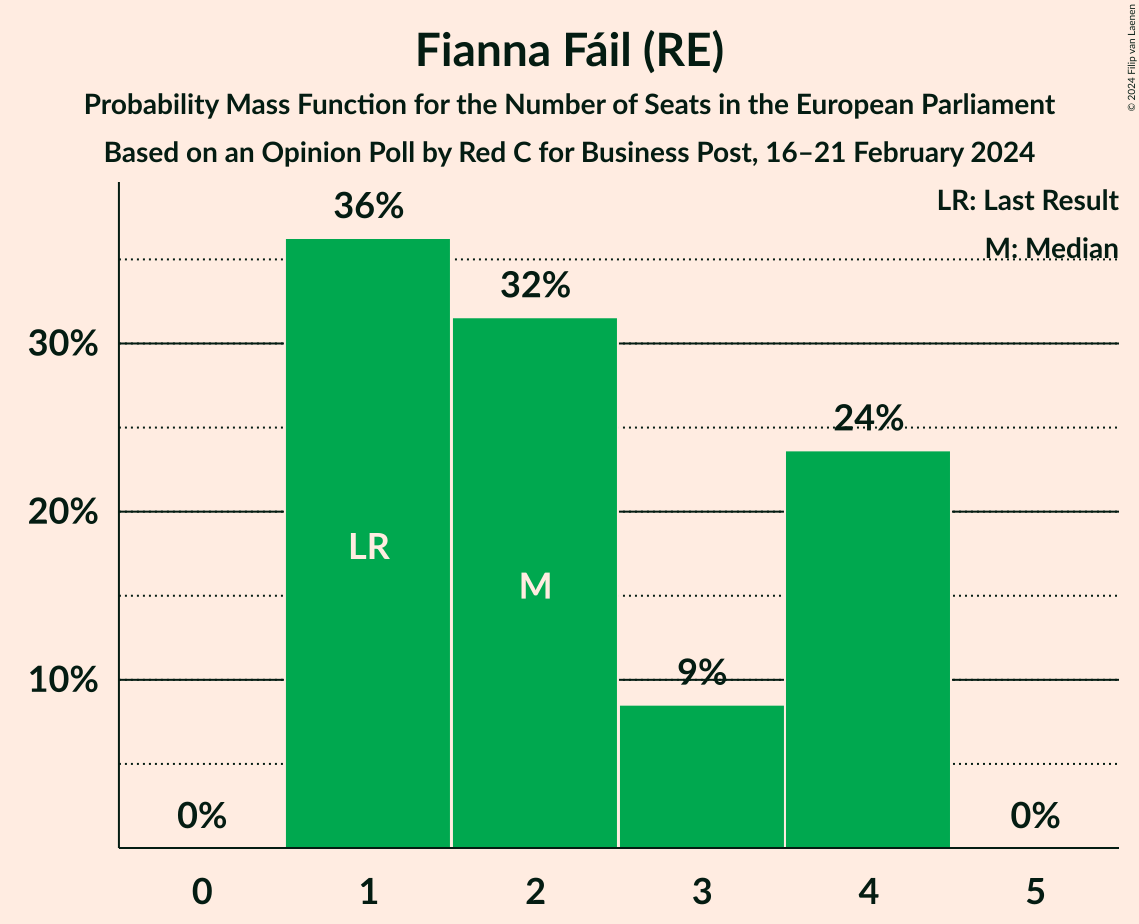 Fianna Fáil (RE)
Probability Mass Function for the Number of Seats in the European Parliament
Based on an Opinion Poll by Red C for Business Post, 16–21 February 2024
© 2024 Filip van Laenen
LR: Last Result
M: Median
36%
32%
30%
24%
20%
LR
M
10%
9%
0%
0%
0 1 2 3 4 5